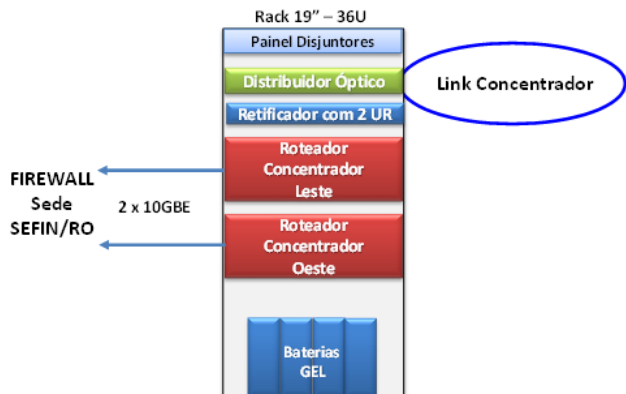 Rack 19” – 36U
Painel Disjuntores
Distribuidor Óptico
Link Concentrador
Retificador com 2 UR
Roteador
Concentrador
Leste
FIREWALL
Sede
SEFIN/RO
2 x 10GBE
Roteador
Concentrador
Oeste
Baterias
GEL